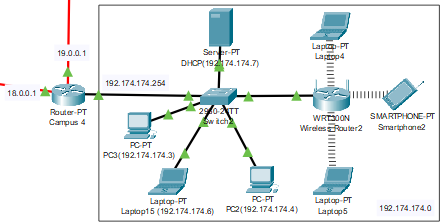 19.0.0.1
18.0.0.1
Router-PT
Campus 4
192.174.174.254
Server-PT
DHCP(192.174.174.7)
2960-24TT
Switch2
PC-PT
PC3(192.174.174.3)
Laptop-PT
Laptop15 (192.174.174.6)
PC-PT
PC2(192.174.174.4)
Laptop-PT
Laptop4
WRT300N
Wireless Router2
SMARTPHONE-PT
Smartphone2
Laptop-PT
Laptop5
192.174.174.0